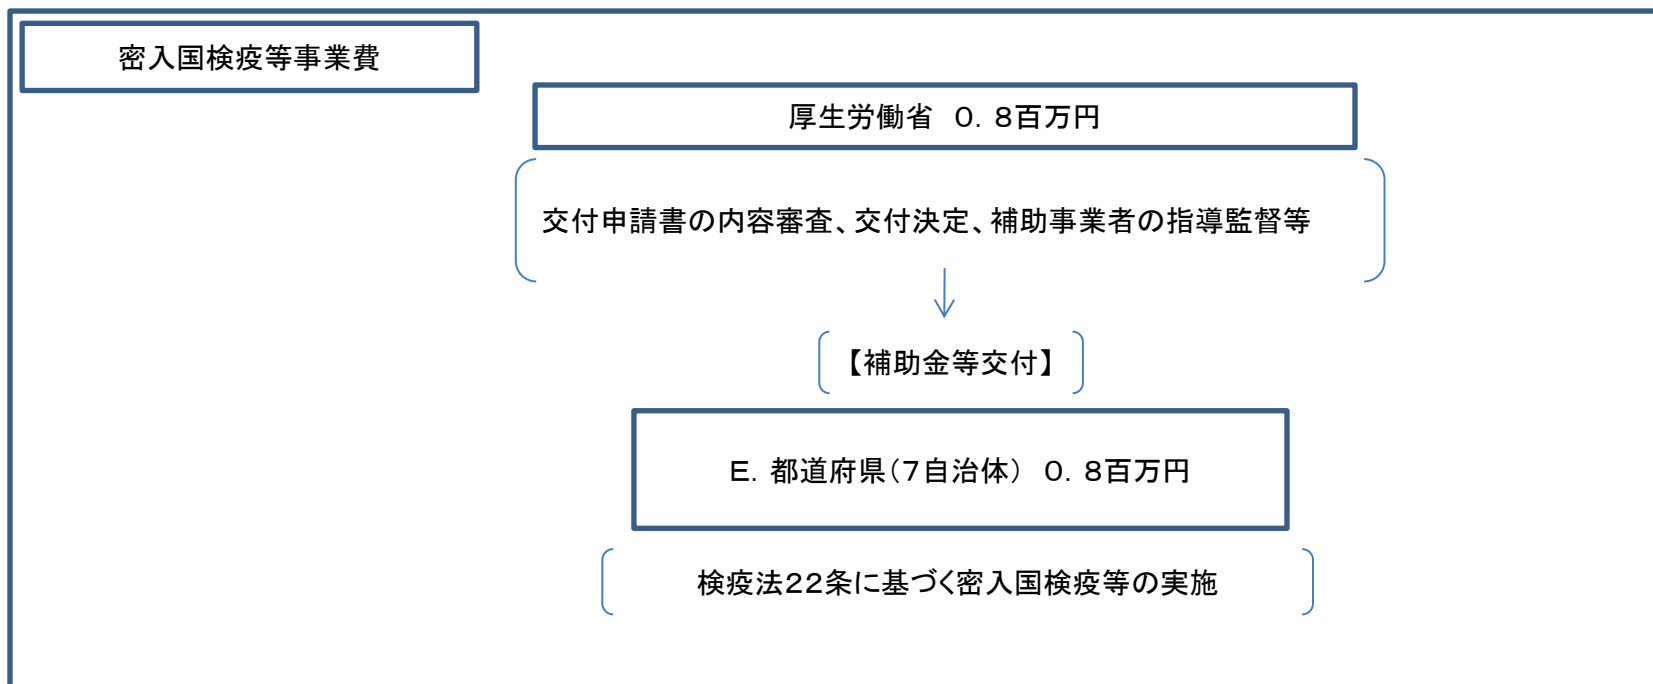 密入国検疫等事業費
厚生労働省　０．８百万円
交付申請書の内容審査、交付決定、補助事業者の指導監督等
【補助金等交付】
Ｅ．都道府県（７自治体）　０．８百万円
検疫法２２条に基づく密入国検疫等の実施